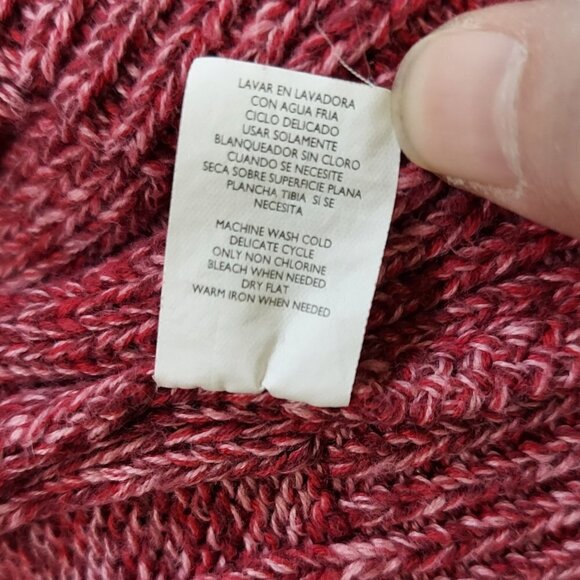 LAVAR EN LAVADORA
CON AGUA FRIA
CICLO DELICADO
USAR SOLAMENTE
BLANQUEADOR SIN CLORO
CUANDO SE NECESITE
SECA SOBRE SUPERFICIE PLANA
PLANCHA TIBIA SI SE
NECESITA
MACHINE WASH COLD
DELICATE CYCLE
ONLY NON CHLORINE
BLEACH WHEN NEEDED
DRY FLAT
WARM IRON WHEN NEEDED